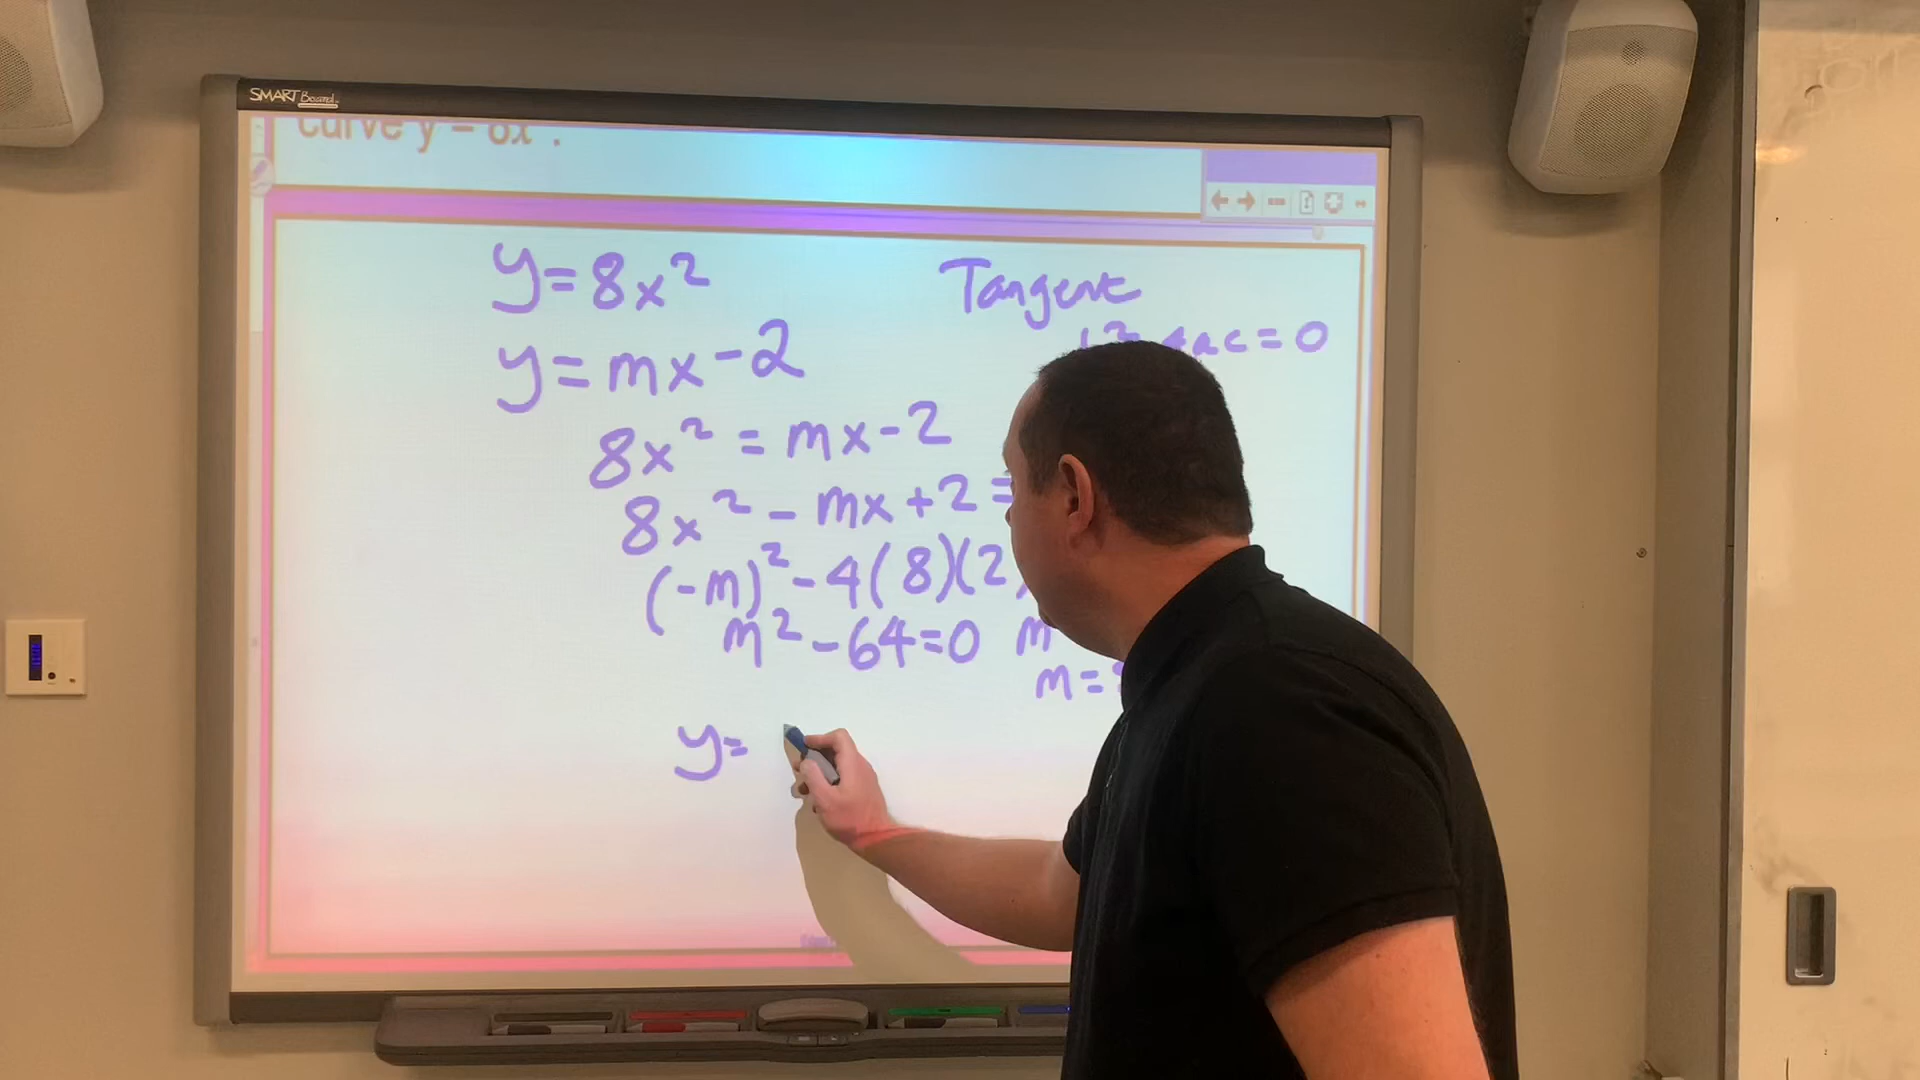 SMART Board
curve y = 8x² .
y=8x²
Tangent
y=mx-2
4ac=0
8x² = mx-2
8x² - mx+2=
(-m)²-4(8)(2
m²-64=0 m
m=
y=